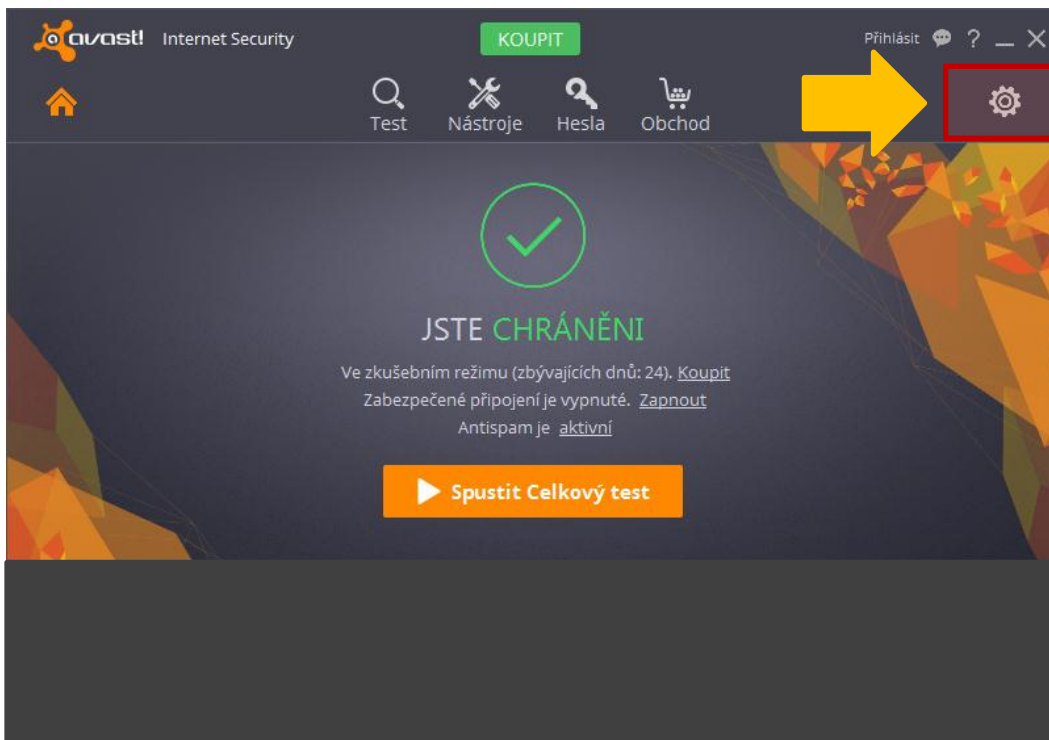 avast! Internet Security
KOUPIT
Přihlásit ?
Test Nástroje Hesla Obchod
JSTE CHRÁNĚNI
Ve zkušebním režimu (zbývajících dnů: 24). Koupit
Zabezpečené připojení je vypnuté. Zapnout
Antispam je aktivní
Spustit Celkový test